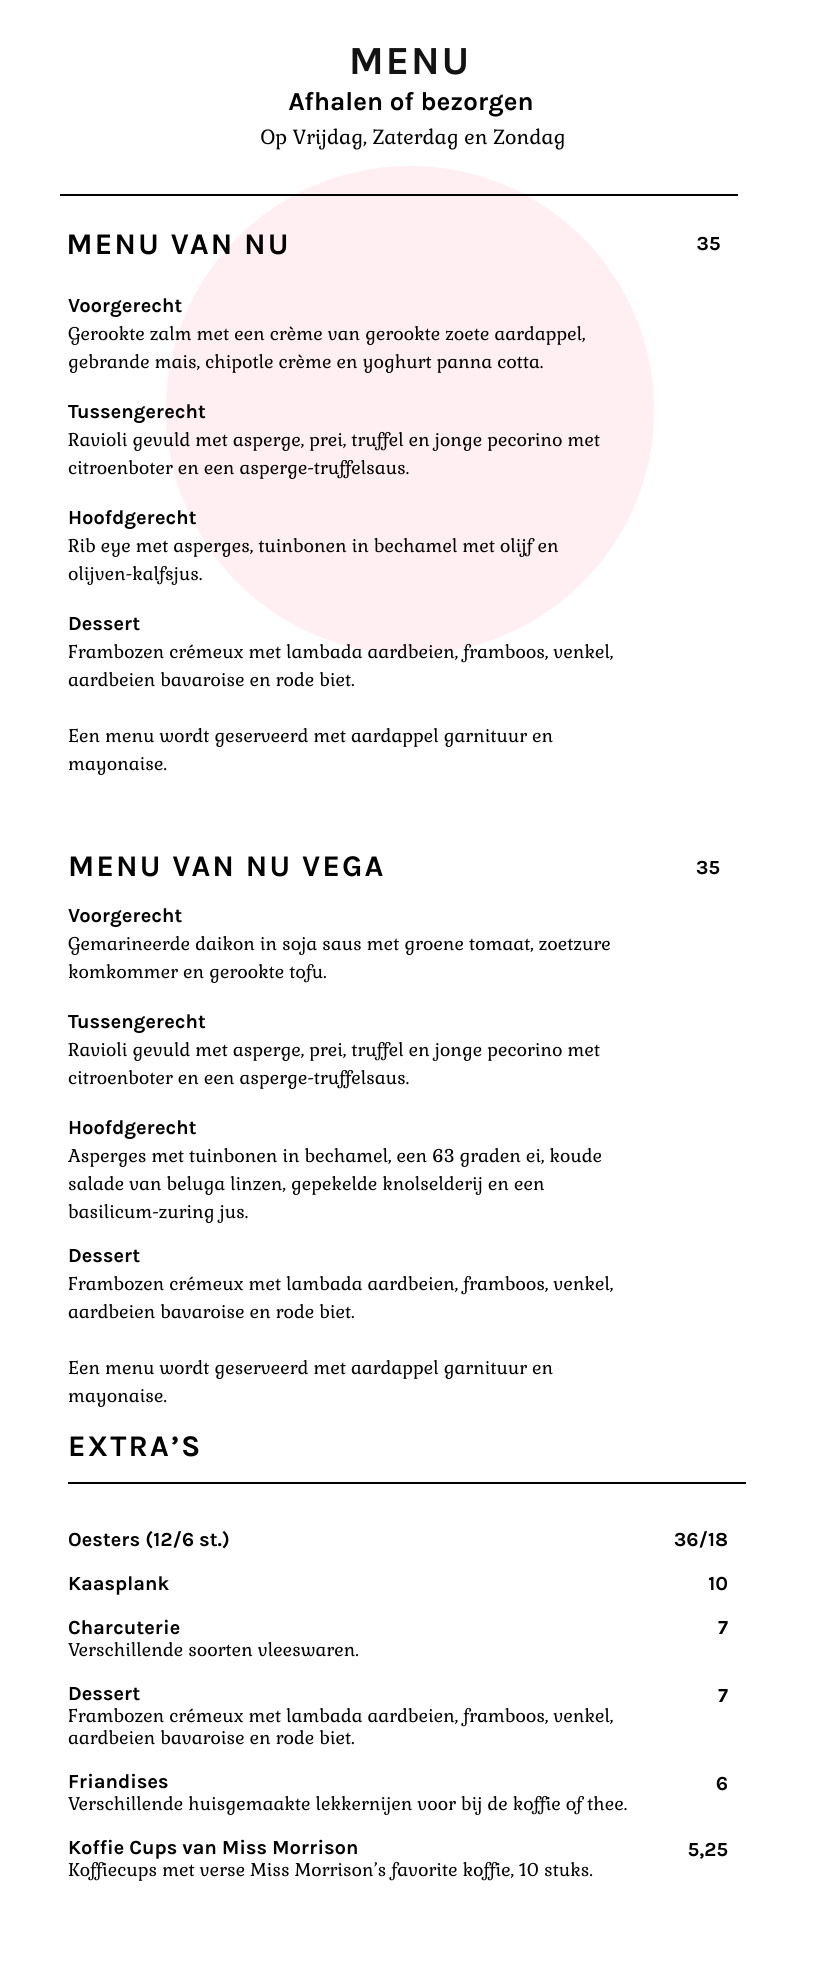 MENU
Afhalen of bezorgen
Op Vrijdag, Zaterdag en Zondag
MENU VAN NU 35
Voorgerecht
Gerookte zalm met een crème van gerookte zoete aardappel,
gebrande mais, chipotle crème en yoghurt panna cotta.
Tussengerecht
Ravioli gevuld met asperge, prei, truffel en jonge pecorino met
citroenboter en een asperge-truffelsaus.
Hoofdgerecht
Rib eye met asperges, tuinbonen in bechamel met olijf en
olijven-kalfsjus.
Dessert
Frambozen crémeux met lambada aardbeien, framboos, venkel,
aardbeien bavaroise en rode biet.
Een menu wordt geserveerd met aardappel garnituur en
mayonaise.
MENU VAN NU VEGA 35
Voorgerecht
Gemarineerde daikon in soja saus met groene tomaat, zoetzure
komkommer en gerookte tofu.
Tussengerecht
Ravioli gevuld met asperge, prei, truffel en jonge pecorino met
citroenboter en een asperge-truffelsaus.
Hoofdgerecht
Asperges met tuinbonen in bechamel, een 63 graden ei, koude
salade van beluga linzen, gepekelde knolselderij en een
basilicum-zuring jus.
Dessert
Frambozen crémeux met lambada aardbeien, framboos, venkel,
aardbeien bavaroise en rode biet.
Een menu wordt geserveerd met aardappel garnituur en
mayonaise.
EXTRA’S
Oesters (12/6 st.) 36/18
Kaasplank 10
Charcuterie 7
Verschillende soorten vleeswaren.
Dessert 7
Frambozen crémeux met lambada aardbeien, framboos, venkel,
aardbeien bavaroise en rode biet.
Friandises 6
Verschillende huisgemaakte lekkernijen voor bij de koffie of thee.
Koffie Cups van Miss Morrison 5,25
Koffiecups met verse Miss Morrison’s favorite koffie, 10 stuks.